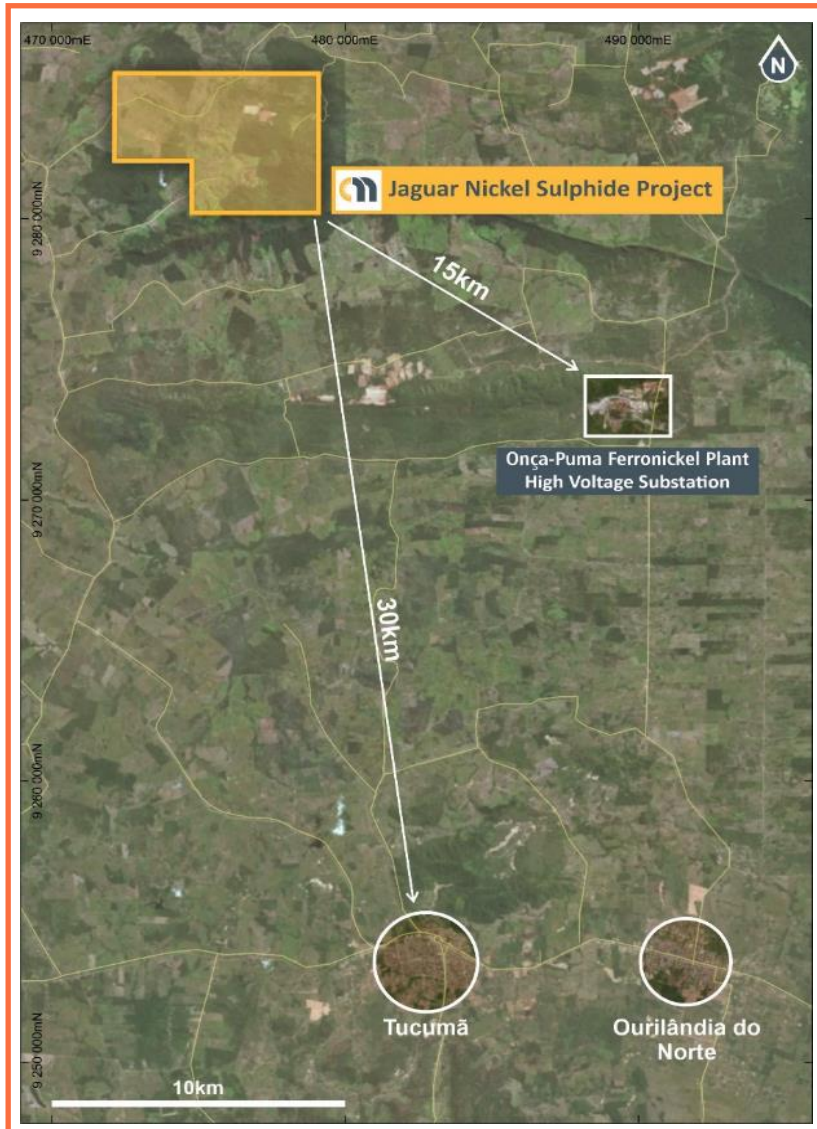 470 000mE
480 000mE
490 000mE
N
Jaguar Nickel Sulphide Project
9 280 000mN
15km
Onça-Puma Ferronickel Plant
High Voltage Substation
9 270 000mN
30km
9 260 000mN
Tucumã
Ourilândia do
Norte
9 250 000mN
10km